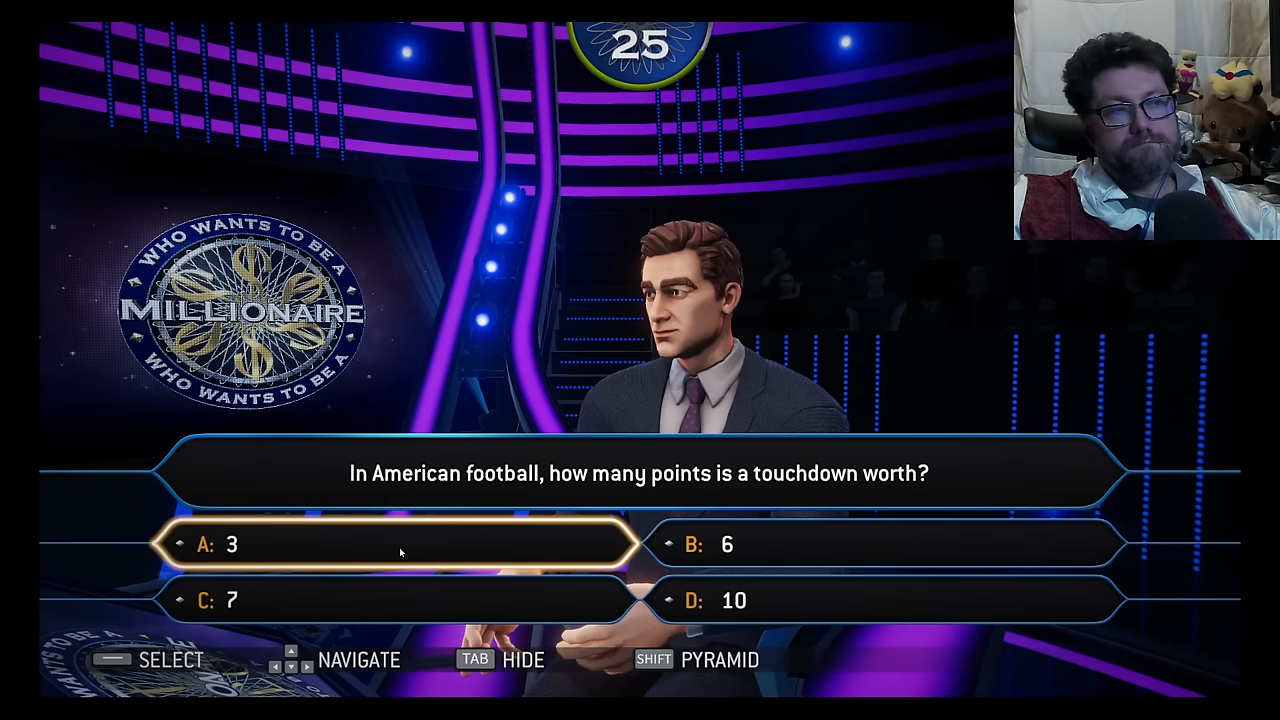 25
WHO WANTS TO BE A
MILLIONAIRE
WHO WANTS TO BE A
In American football, how many points is a touchdown worth?
A: 3
B: 6
C: 7
D: 10
SELECT
NAVIGATE
TAB HIDE
SHIFT PYRAMID